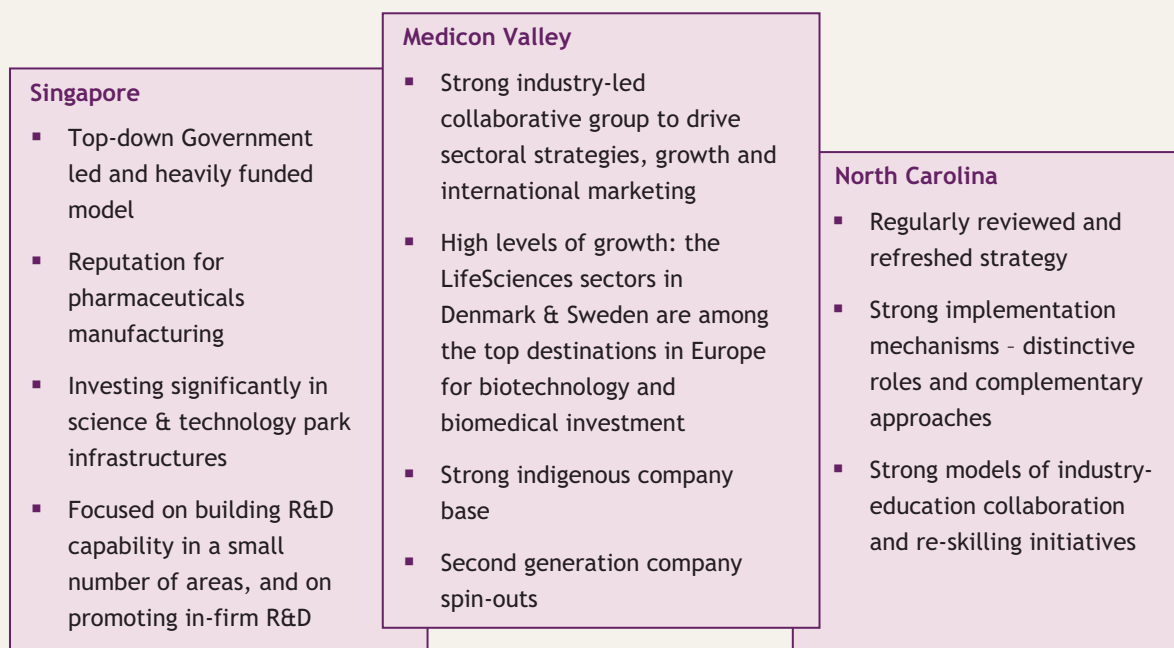 Singapore
▪ Top-down Government
led and heavily funded
model
▪ Reputation for
pharmaceuticals
manufacturing
▪ Investing significantly in
science & technology park
infrastructures
▪ Focused on building R&D
capability in a small
number of areas, and on
promoting in-firm R&D
Medicon Valley
▪ Strong industry-led
collaborative group to drive
sectoral strategies, growth and
international marketing
▪ High levels of growth: the
LifeSciences sectors in
Denmark & Sweden are among
the top destinations in Europe
for biotechnology and
biomedical investment
▪ Strong indigenous company
base
▪ Second generation company
spin-outs
North Carolina
▪ Regularly reviewed and
refreshed strategy
▪ Strong implementation
mechanisms – distinctive
roles and complementary
approaches
▪ Strong models of industry-
education collaboration
and re-skilling initiatives